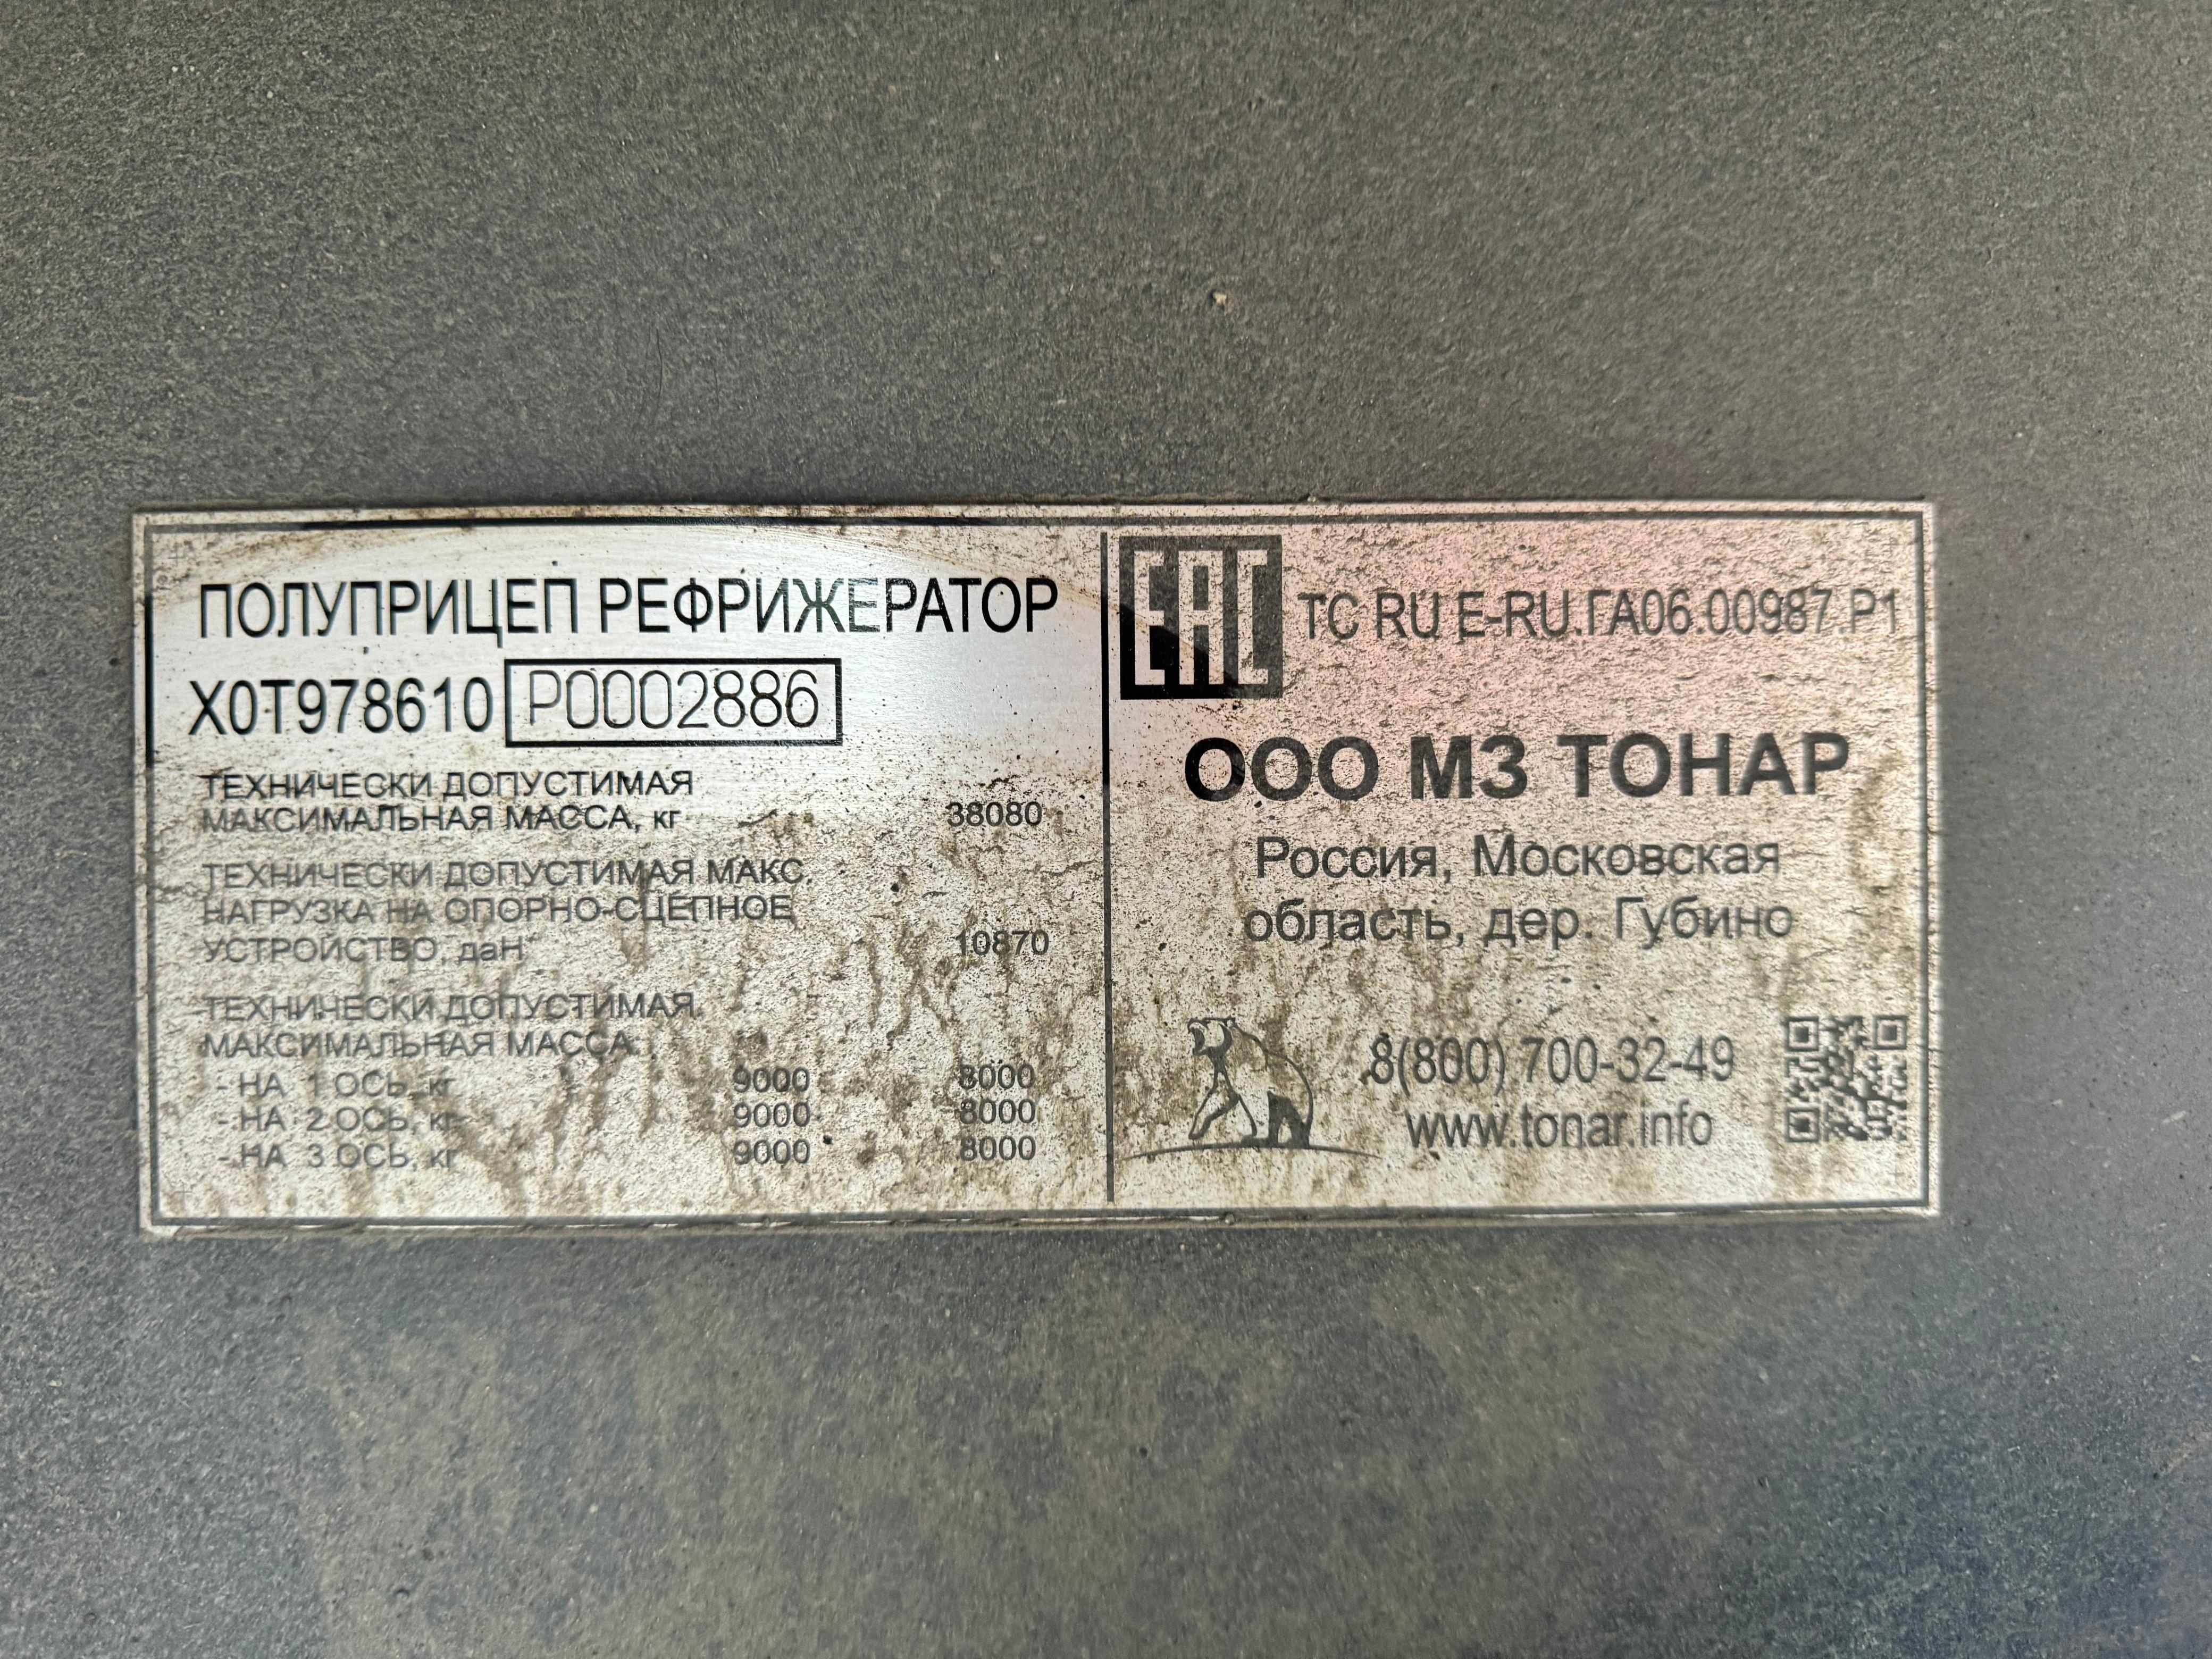 ПОЛУПРИЦЕП РЕФРИЖЕРАТОР
X0T978610 P0002886
ТЕХНИЧЕСКИ ДОПУСТИМАЯ
МАКСИМАЛЬНАЯ МАССА, кг 38080
ТЕХНИЧЕСКИ ДОПУСТИМАЯ МАКС.
НАГРУЗКА НА ОПОРНО-СЦЕПНОЕ
УСТРОЙСТВО, даН 10870
ТЕХНИЧЕСКИ ДОПУСТИМАЯ
МАКСИМАЛЬНАЯ МАССА:
- НА 1 ОСЬ, кг 9000 8000
- НА 2 ОСЬ, кг 9000 8000
- НА 3 ОСЬ, кг 9000 8000
EAC ТС RU E-RU.ГА06.00987.P1
ООО МЗ ТОНАР
Россия, Московская
область, дер. Губино
8(800) 700-32-49
www.tonar.info